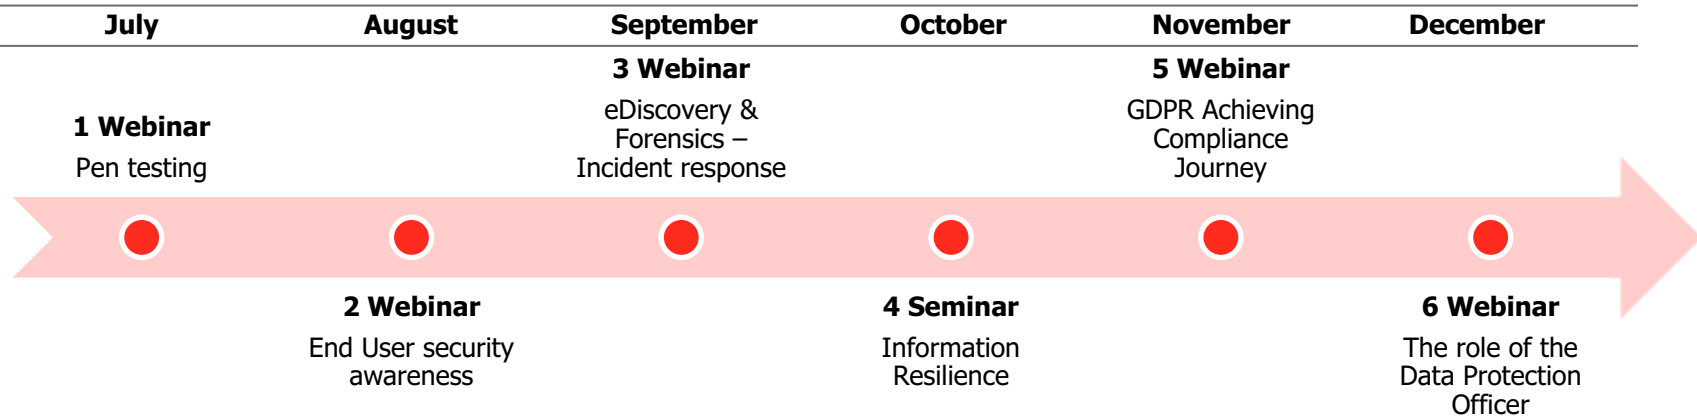 July August September October November December
1 Webinar
Pen testing
3 Webinar
eDiscovery &
Forensics –
Incident response
5 Webinar
GDPR Achieving
Compliance
Journey
2 Webinar
End User security
awareness
4 Seminar
Information
Resilience
6 Webinar
The role of the
Data Protection
Officer